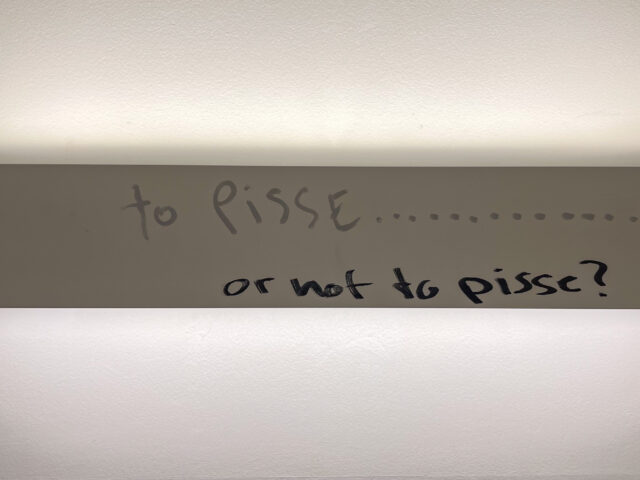 to PISSE.............
or not to pisse?